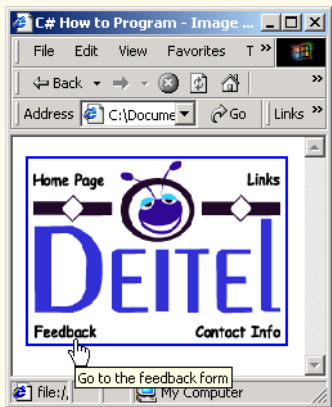 C# How to Program - Image ...
File Edit View Favorites T »
Back »
Address C:\Docume Go Links »
Home Page Links
DEITEL
Feedback Contact Info
Go to the feedback form
file:/, My Computer